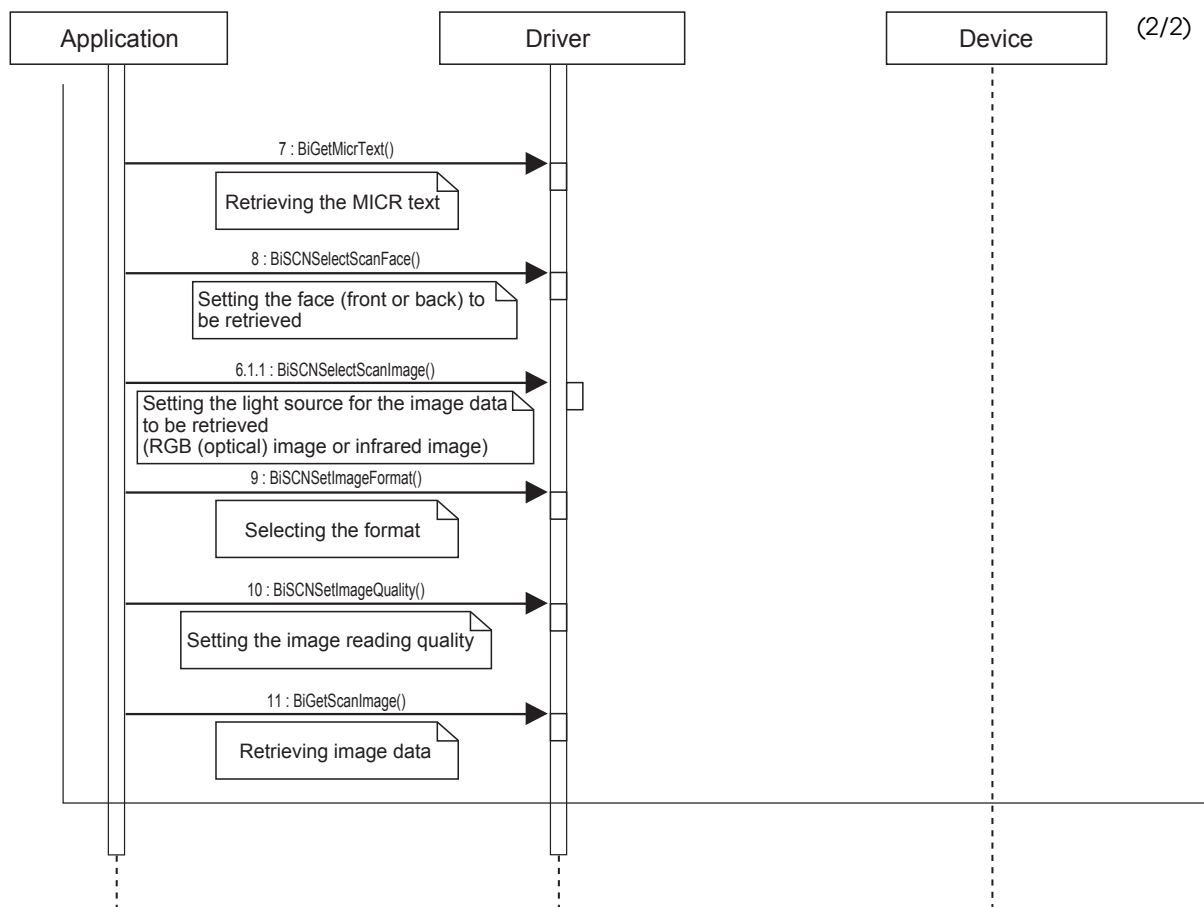 Application
Driver
Device
(2/2)
7 : BiGetMicrText()
Retrieving the MICR text
8 : BiSCNSelectScanFace()
Setting the face (front or back) to
be retrieved
6.1.1 : BiSCNSelectScanImage()
Setting the light source for the image data
to be retrieved
(RGB (optical) image or infrared image)
9 : BiSCNSetImageFormat()
Selecting the format
10 : BiSCNSetImageQuality()
Setting the image reading quality
11 : BiGetScanImage()
Retrieving image data